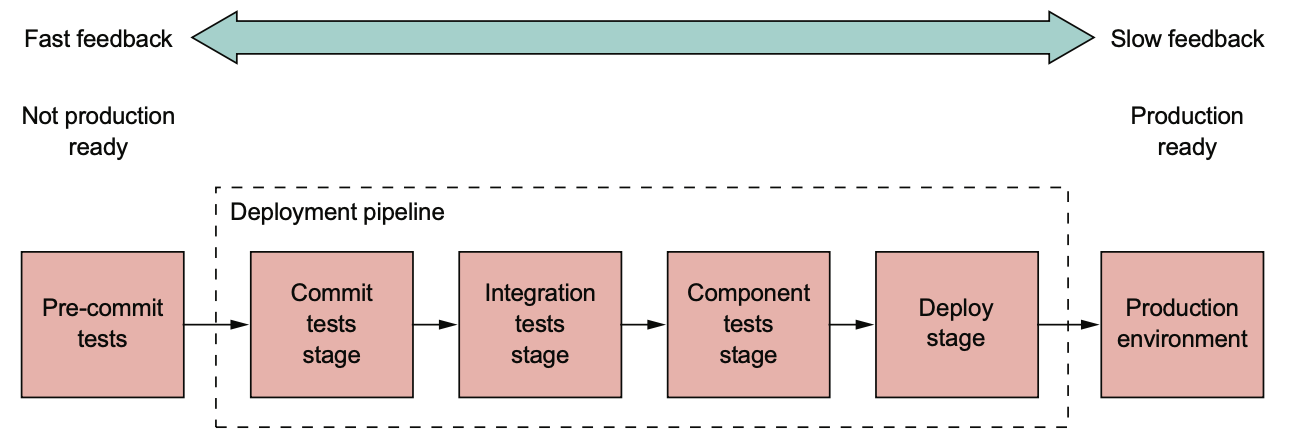 Fast feedback
Slow feedback
Not production
ready
Production
ready
Deployment pipeline
Pre-commit
tests
Commit
tests
stage
Integration
tests
stage
Component
tests
stage
Deploy
stage
Production
environment